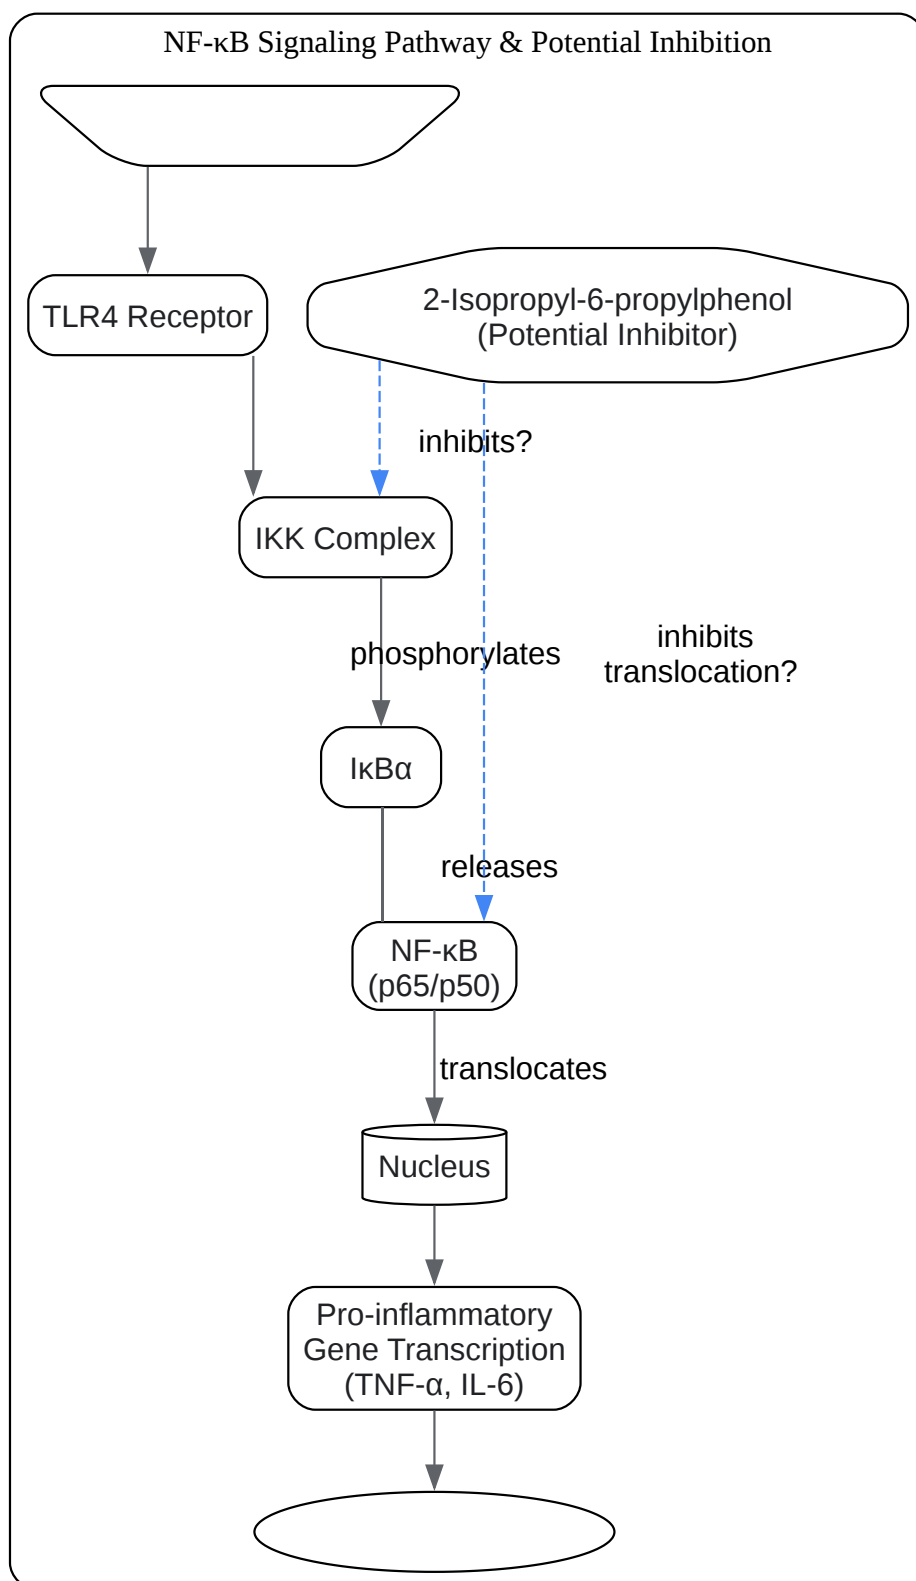 NF-κB Signaling Pathway & Potential Inhibition
TLR4 Receptor
2-Isopropyl-6-propylphenol
(Potential Inhibitor)
inhibits?
IKK Complex
phosphorylates
inhibits
translocation?
IκBα
releases
NF-κB
(p65/p50)
translocates
Nucleus
Pro-inflammatory
Gene Transcription
(TNF-α, IL-6)